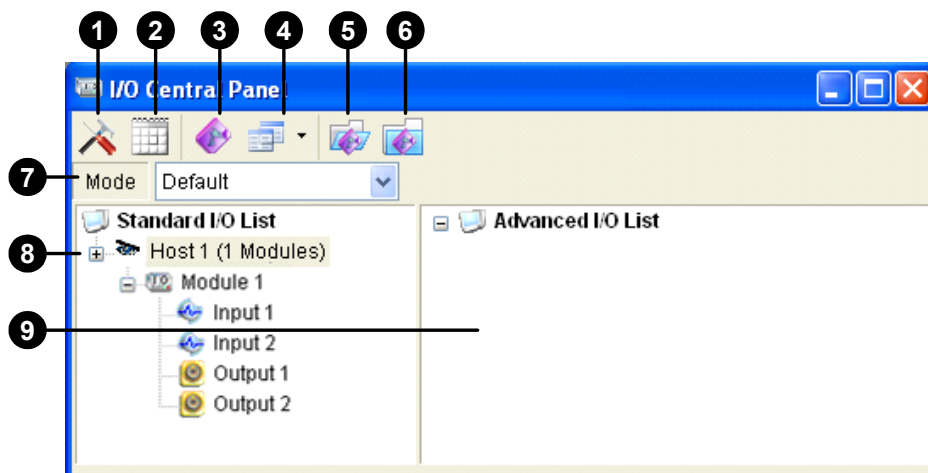 1 2 3 4 5 6
I/O Central Panel
7 Mode Default
Standard I/O List
Advanced I/O List
8 Host 1 (1 Modules)
Module 1
Input 1
9 Input 2
Output 1
Output 2